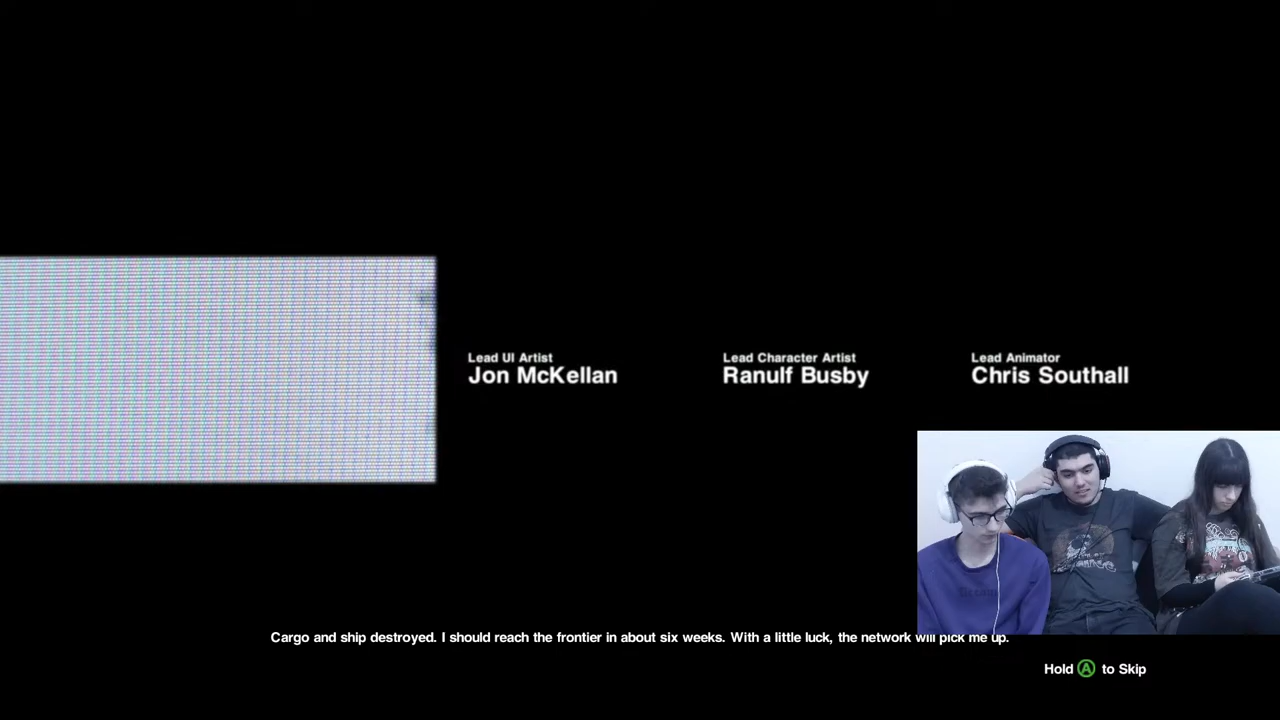 Lead UI Artist
Jon McKellan
Lead Character Artist
Ranulf Busby
Lead Animator
Chris Southall
Cargo and ship destroyed. I should reach the frontier in about six weeks. With a little luck, the network will pick me up.
Hold A to Skip